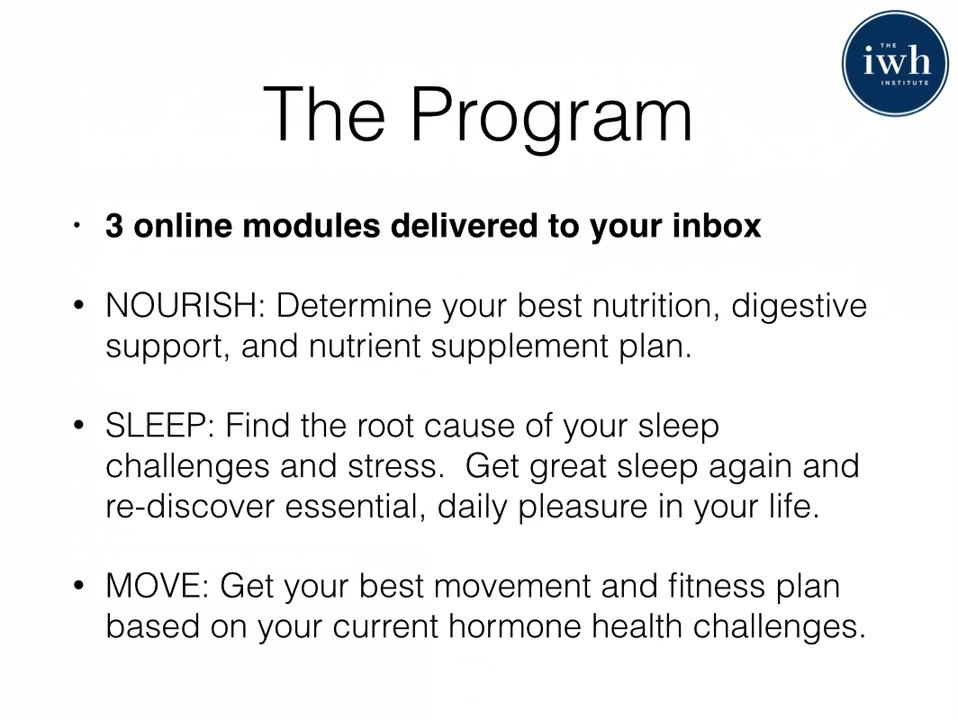 THE
iwh
INSTITUTE
The Program
• 3 online modules delivered to your inbox
• NOURISH: Determine your best nutrition, digestive
support, and nutrient supplement plan.
• SLEEP: Find the root cause of your sleep
challenges and stress.  Get great sleep again and
re-discover essential, daily pleasure in your life.
• MOVE: Get your best movement and fitness plan
based on your current hormone health challenges.